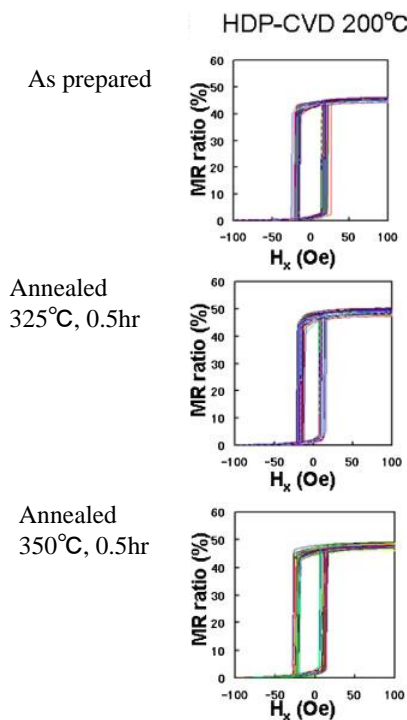 HDP-CVD 200℃
As prepared
MR ratio (%)
60
50
40
30
20
10
0
-100 -50 0 50 100
Hx (Oe)
Annealed
325℃, 0.5hr
MR ratio (%)
60
50
40
30
20
10
0
-100 -50 0 50 100
Hx (Oe)
Annealed
350℃, 0.5hr
MR ratio (%)
60
50
40
30
20
10
0
-100 -50 0 50 100
Hx (Oe)